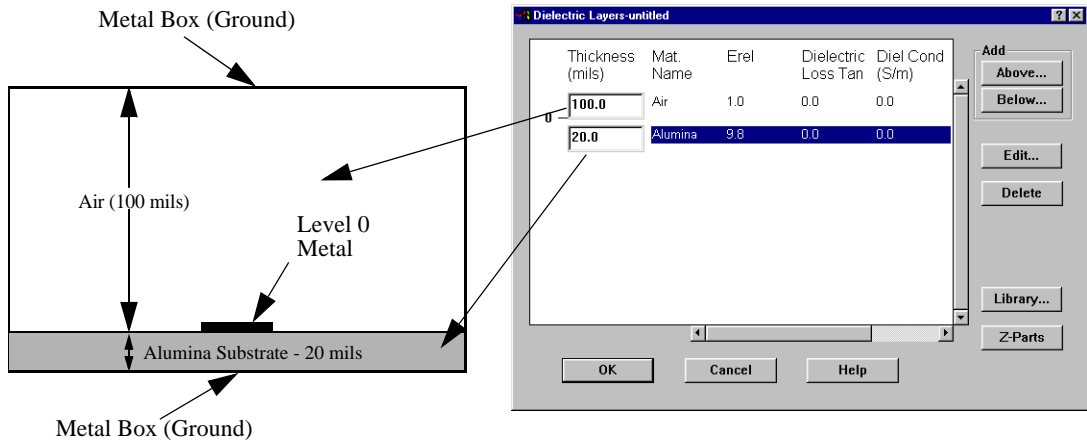 Metal Box (Ground)
Air (100 mils)
Level 0
Metal
Alumina Substrate - 20 mils
Metal Box (Ground)
Dielectric Layers-untitled
Thickness Mat. Erel Dielectric Diel Cond
(mils) Name Loss Tan (S/m)
100.0 Air 1.0 0.0 0.0
0
20.0 Alumina 9.8 0.0 0.0
Add
Above...
Below...
Edit...
Delete
Library...
Z-Parts
OK Cancel Help